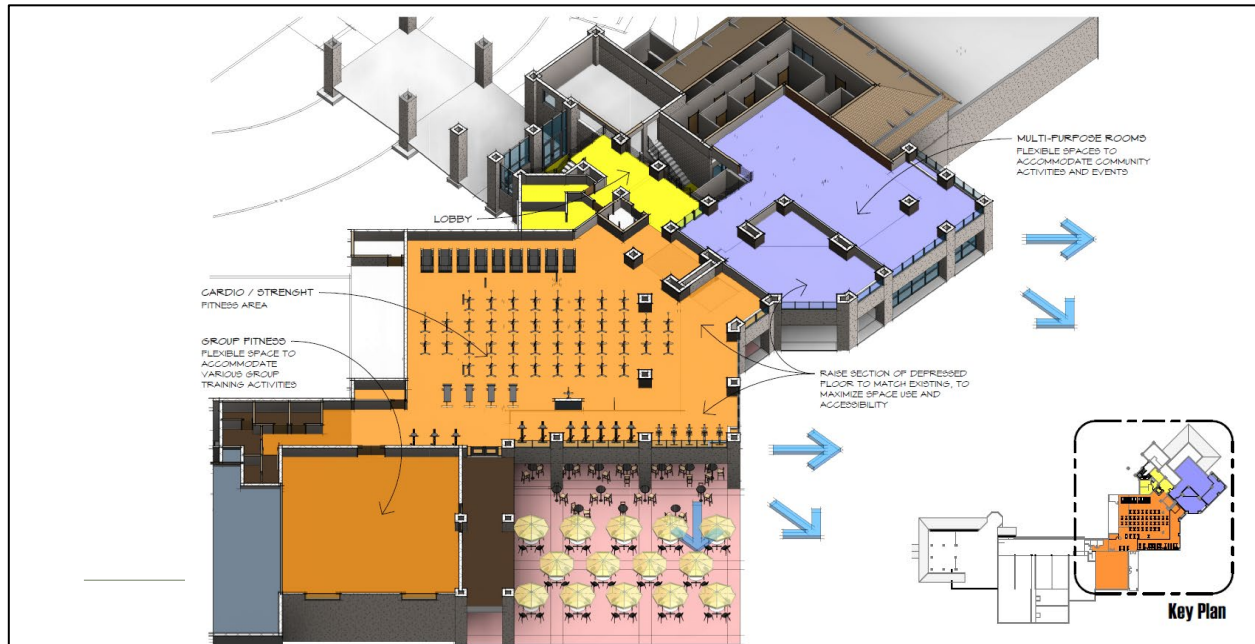 MULTI-PURPOSE ROOMS
FLEXIBLE SPACES TO
ACCOMMODATE COMMUNITY
ACTIVITIES AND EVENTS
LOBBY
CARDIO / STRENGHT
FITNESS AREA
GROUP FITNESS
FLEXIBLE SPACE TO
ACCOMMODATE
VARIOUS GROUP
TRAINING ACTIVITIES
RAISE SECTION OF DEPRESSED
FLOOR TO MATCH EXISTING, TO
MAXIMIZE SPACE USE AND
ACCESSIBILITY
Key Plan